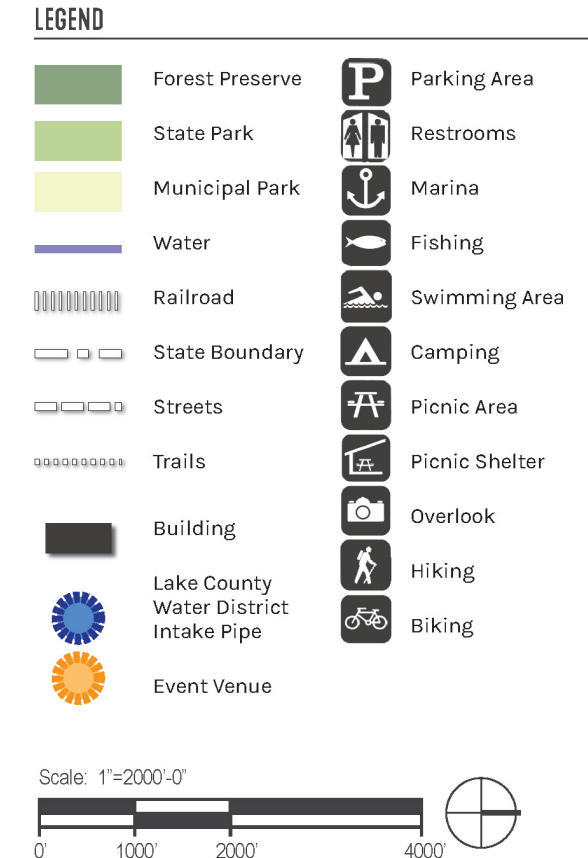 LEGEND
Forest Preserve
State Park
Municipal Park
Water
Railroad
State Boundary
Streets
Trails
Building
Lake County
Water District
Intake Pipe
Event Venue
P
Parking Area
Restrooms
Marina
Fishing
Swimming Area
Camping
Picnic Area
Picnic Shelter
Overlook
Hiking
Biking
Scale: 1"=2000'-0"
0' 1000' 2000' 4000'